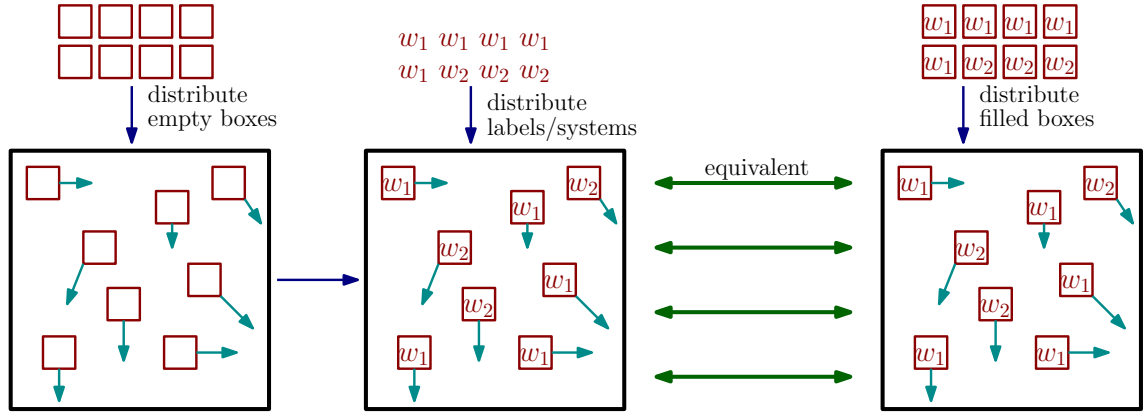 w₁ w₁ w₁ w₁
w₁ w₂ w₂ w₂
w₁ w₁ w₁ w₁
w₁ w₂ w₂ w₂
distribute
empty boxes
distribute
labels/systems
distribute
filled boxes
equivalent
w₁
w₂
w₁
w₂
w₁
w₂
w₁
w₁
w₁
w₂
w₁
w₂
w₁
w₂
w₁
w₁